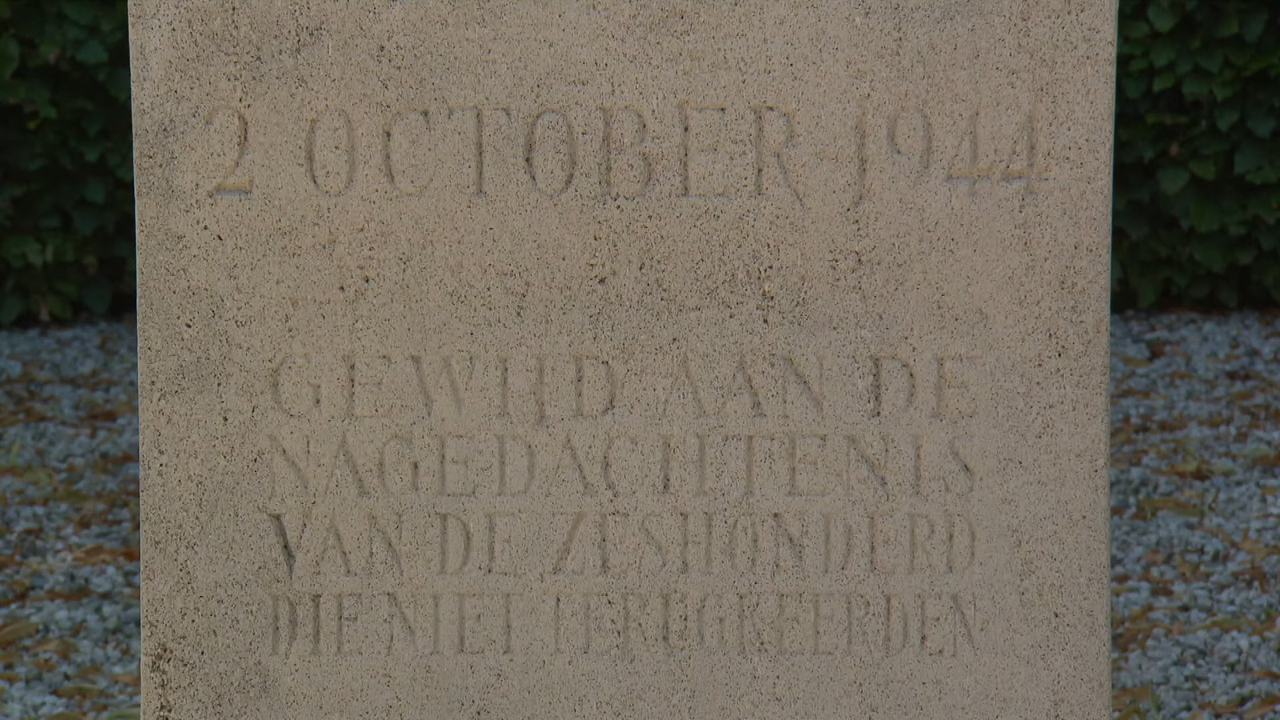 2 OCTOBER 1944
GEWIJD AAN DE
NAGEDACHTENIS
VAN DE ZESHONDERD
DIE NIET TERUGKEERDEN